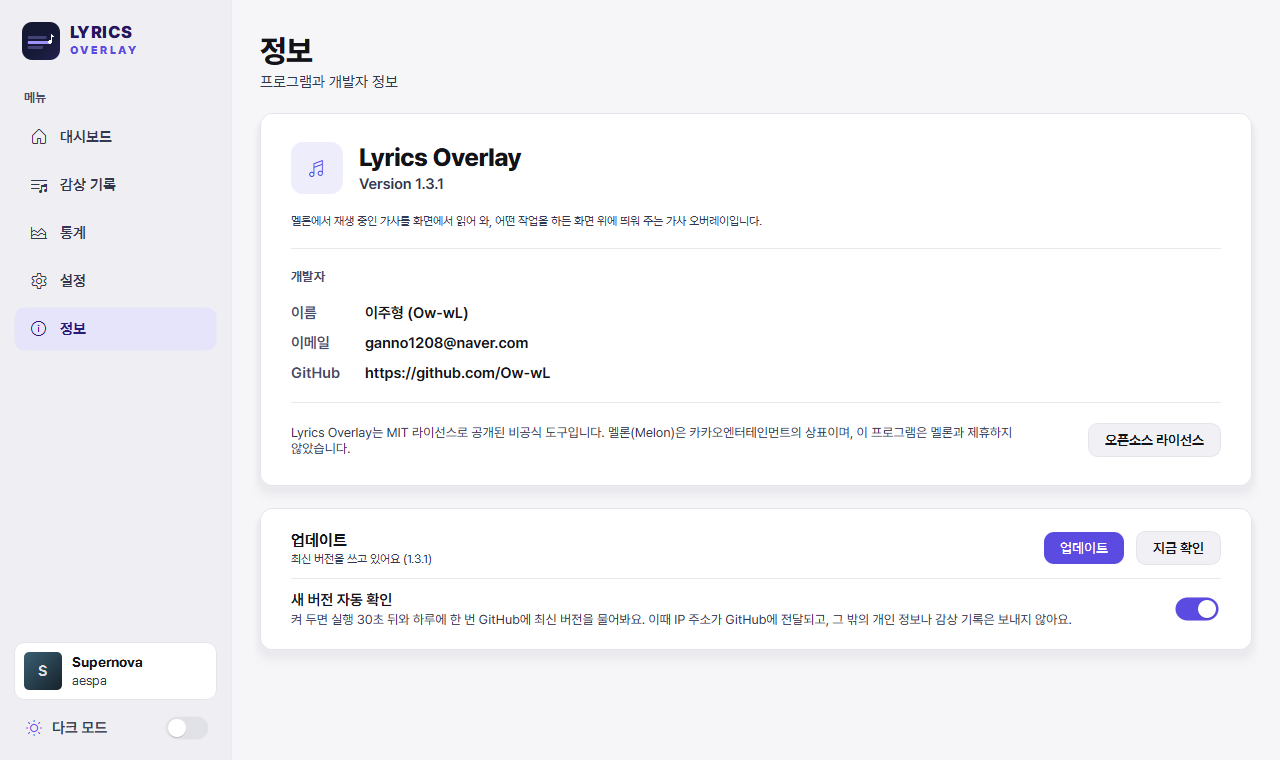 LYRICS
OVERLAY
메뉴
대시보드
감상 기록
통계
설정
정보
S
Supernova
aespa
다크 모드
정보
프로그램과 개발자 정보
Lyrics Overlay
Version 1.3.1
멜론에서 재생 중인 가사를 화면에서 읽어 와, 어떤 작업을 하든 화면 위에 띄워 주는 가사 오버레이입니다.
개발자
이름 이주형 (Ow-wL)
이메일 ganno1208@naver.com
GitHub https://github.com/Ow-wL
Lyrics Overlay는 MIT 라이선스로 공개된 비공식 도구입니다. 멜론(Melon)은 카카오엔터테인먼트의 상표이며, 이 프로그램은 멜론과 제휴하지
않았습니다.
오픈소스 라이선스
업데이트
최신 버전을 쓰고 있어요 (1.3.1)
업데이트 지금 확인
새 버전 자동 확인
켜 두면 실행 30초 뒤와 하루에 한 번 GitHub에 최신 버전을 물어봐요. 이때 IP 주소가 GitHub에 전달되고, 그 밖의 개인 정보나 감상 기록은 보내지 않아요.